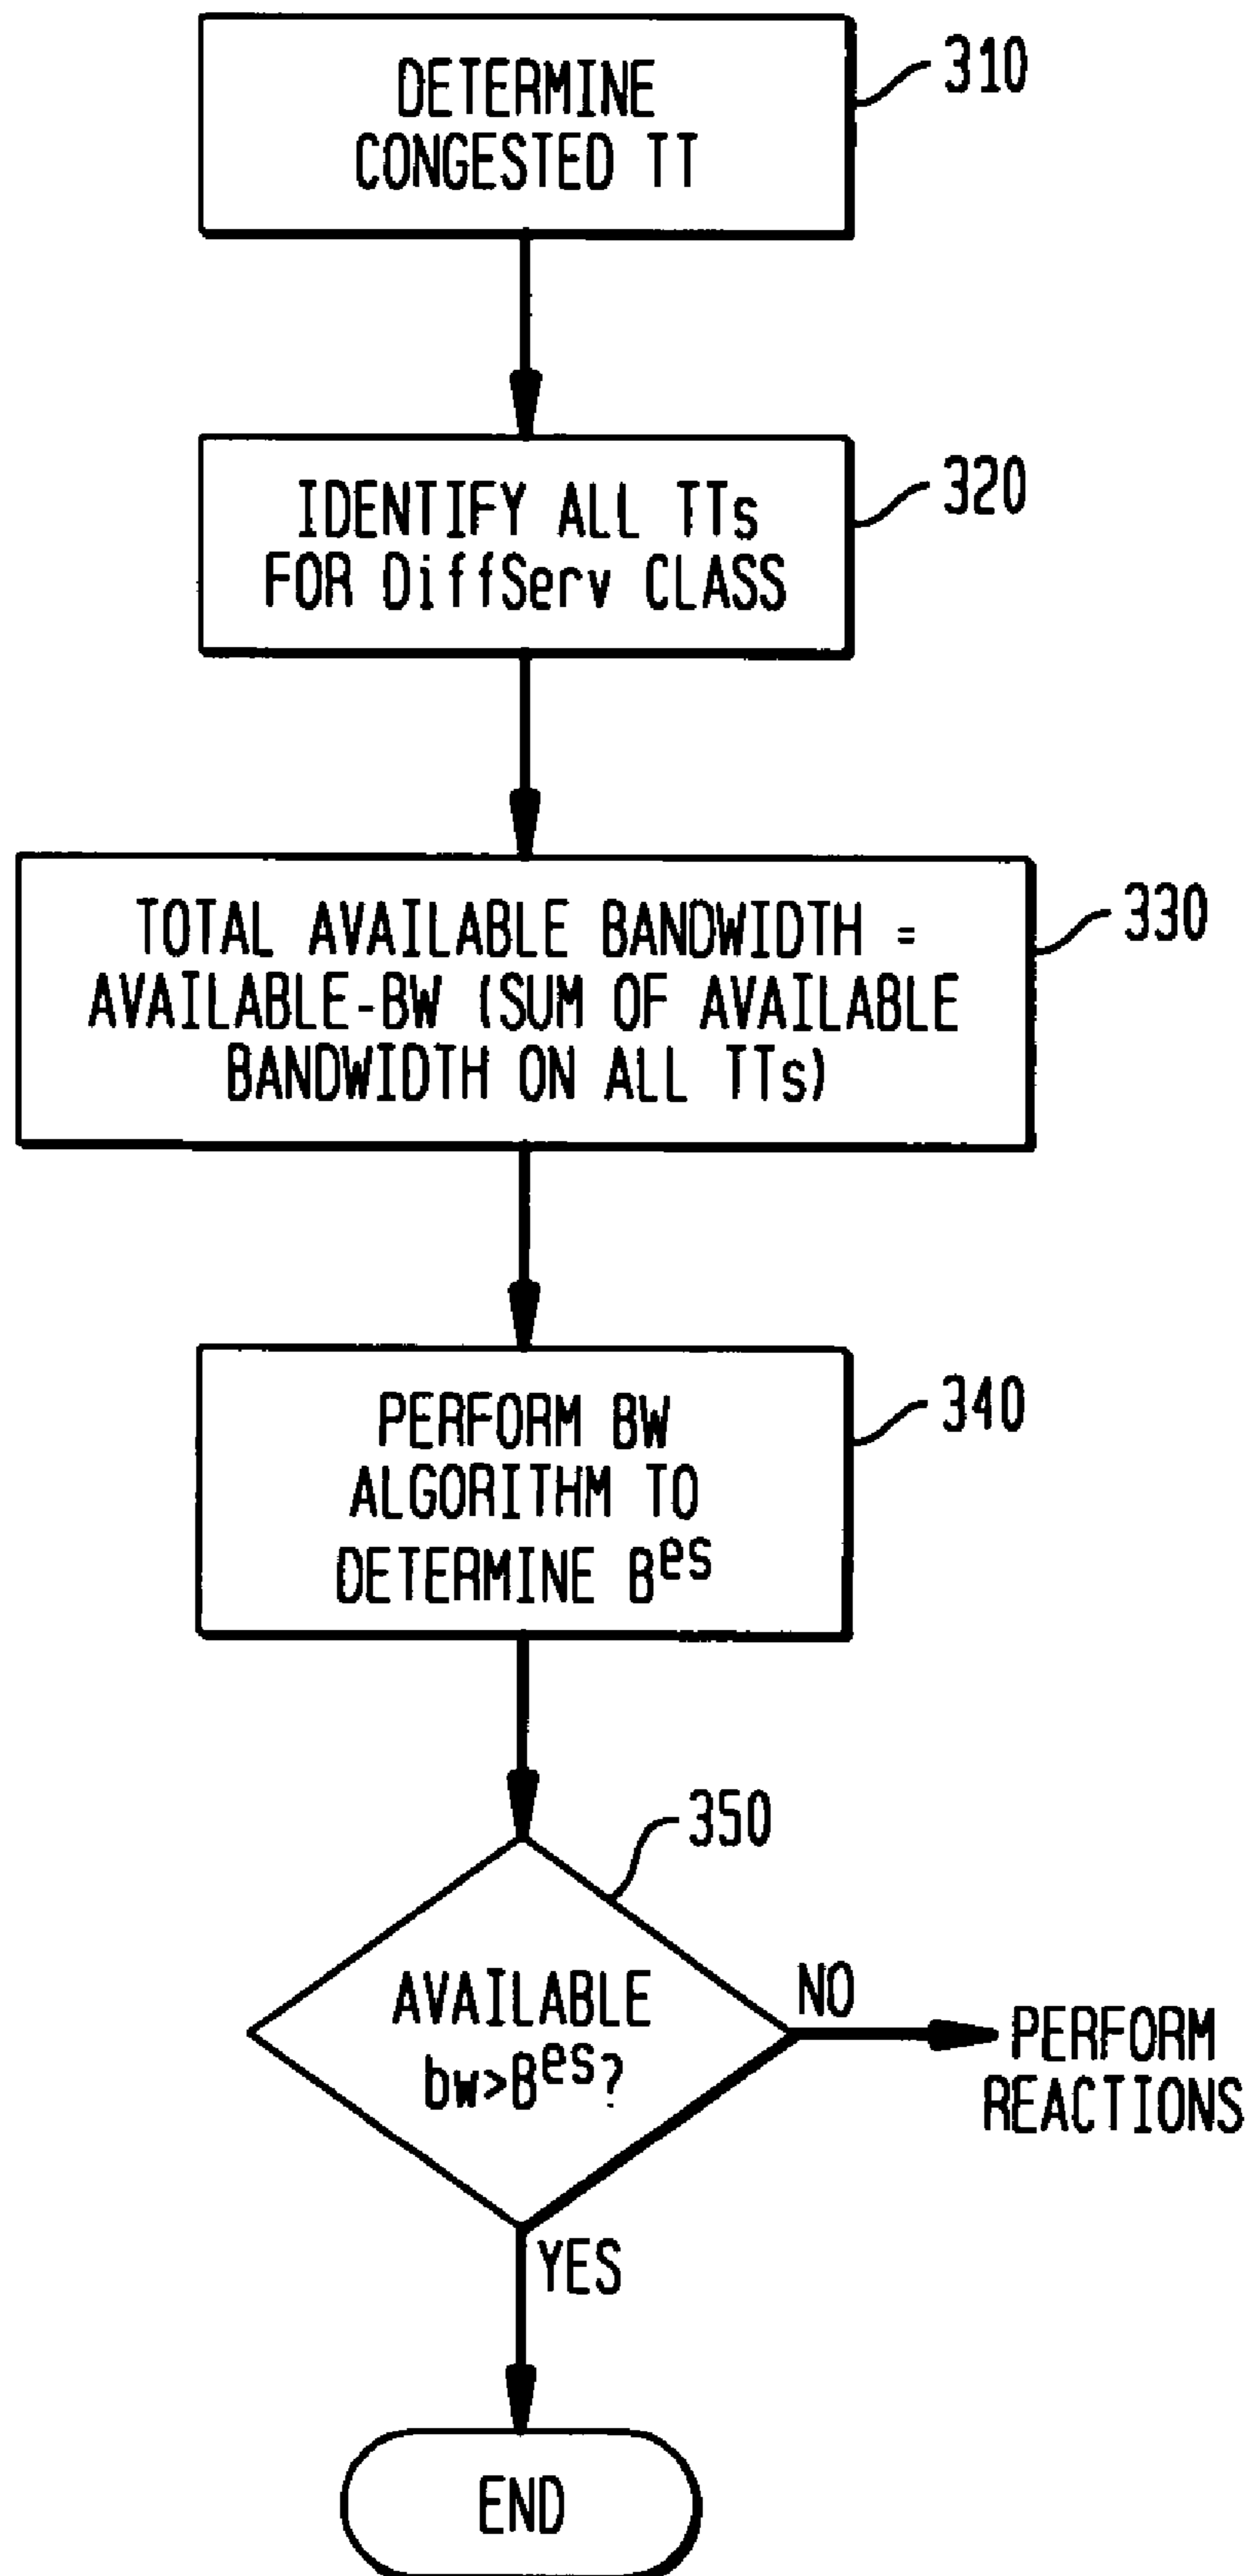 DETERMINE
CONGESTED TT
310
IDENTIFY ALL TTs
FOR DiffServ CLASS
320
TOTAL AVAILABLE BANDWIDTH =
AVAILABLE-BW (SUM OF AVAILABLE
BANDWIDTH ON ALL TTs)
330
PERFORM BW
ALGORITHM TO
DETERMINE Bes
340
350
AVAILABLE
bw>Bes?
NO
PERFORM
REACTIONS
YES
END